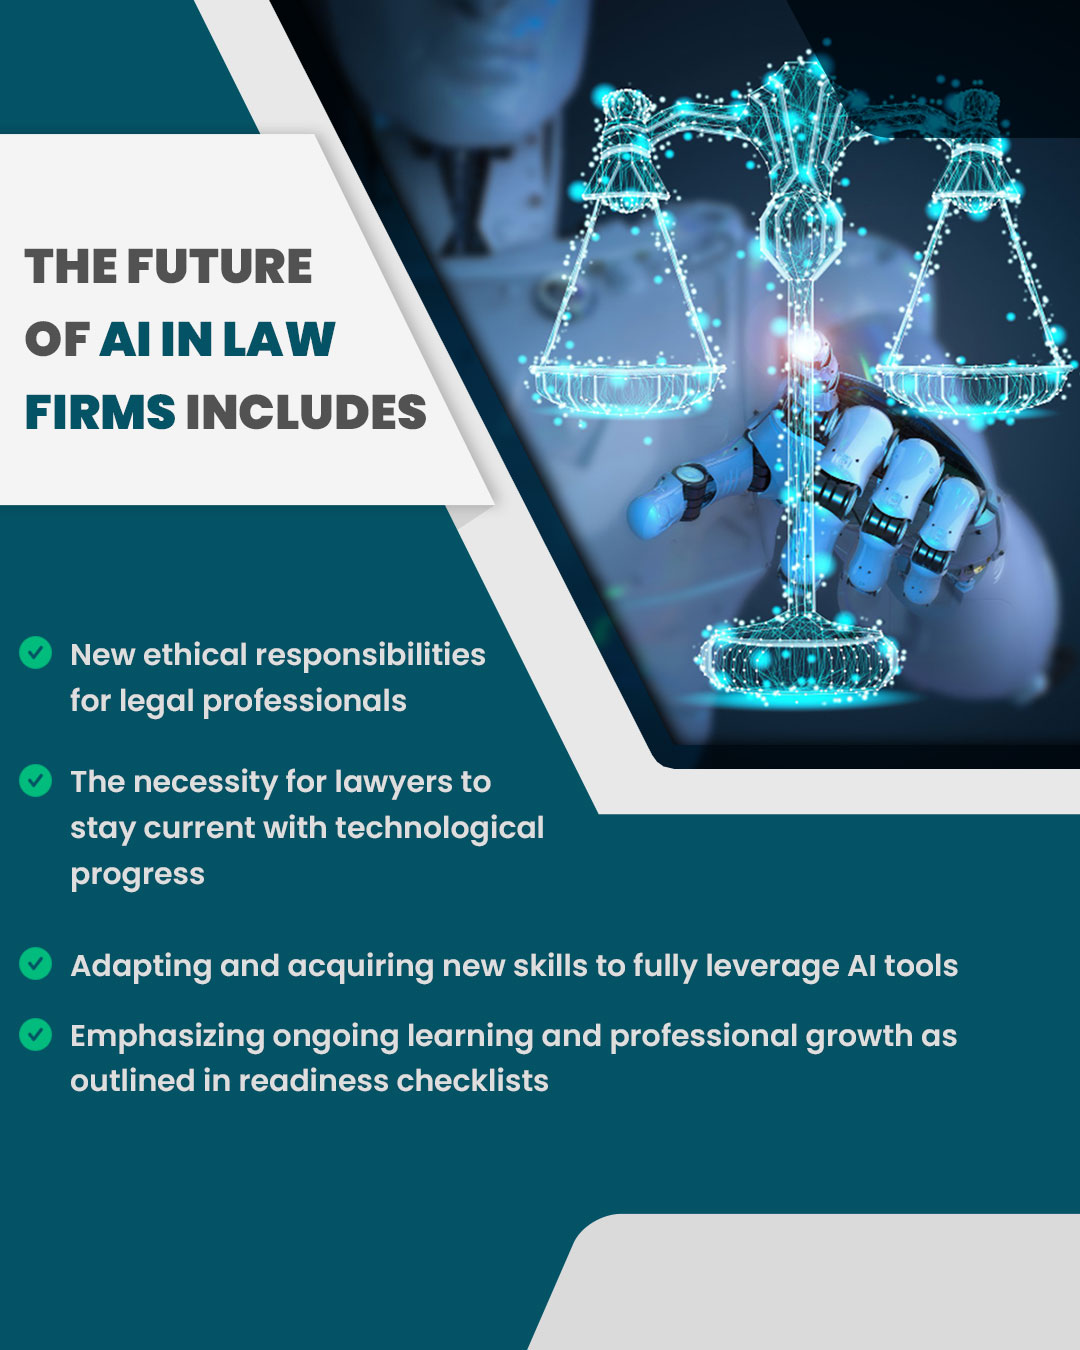 THE FUTURE
OF AI IN LAW
FIRMS INCLUDES
New ethical responsibilities
for legal professionals
The necessity for lawyers to
stay current with technological
progress
Adapting and acquiring new skills to fully leverage AI tools
Emphasizing ongoing learning and professional growth as
outlined in readiness checklists